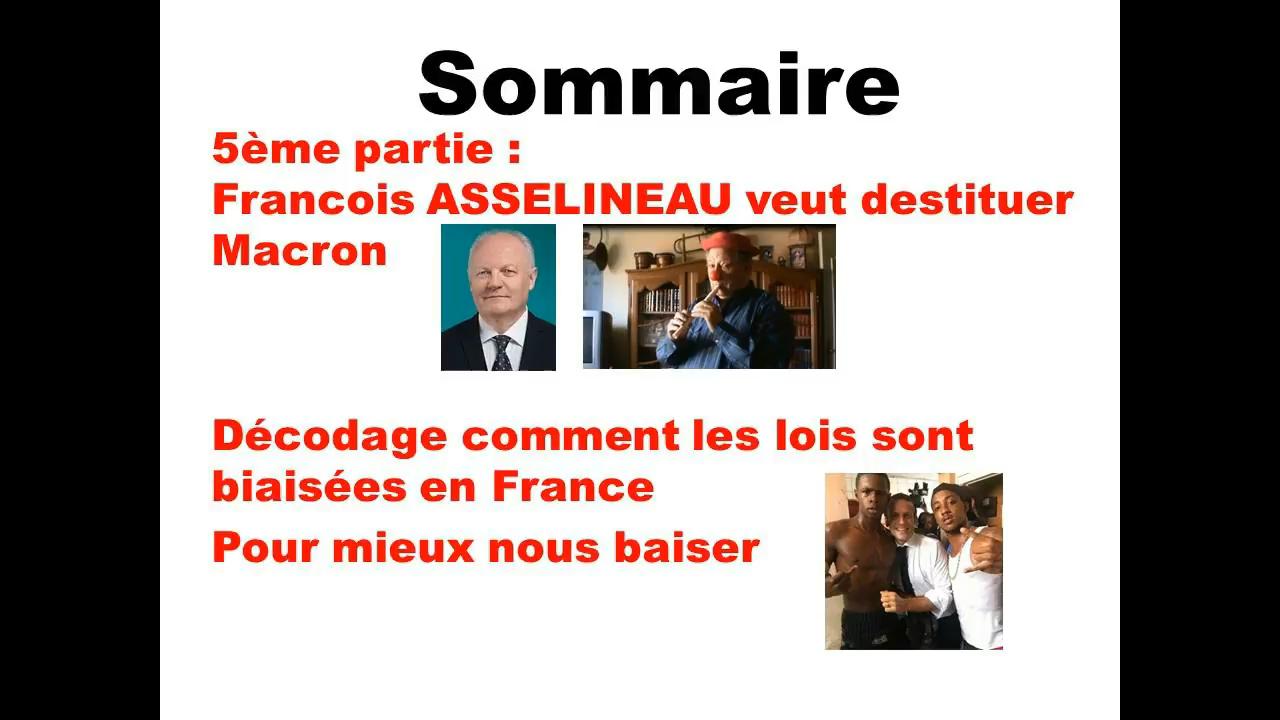 Sommaire
5ème partie :
Francois ASSELINEAU veut destituer
Macron
Décodage comment les lois sont
biaisées en France
Pour mieux nous baiser